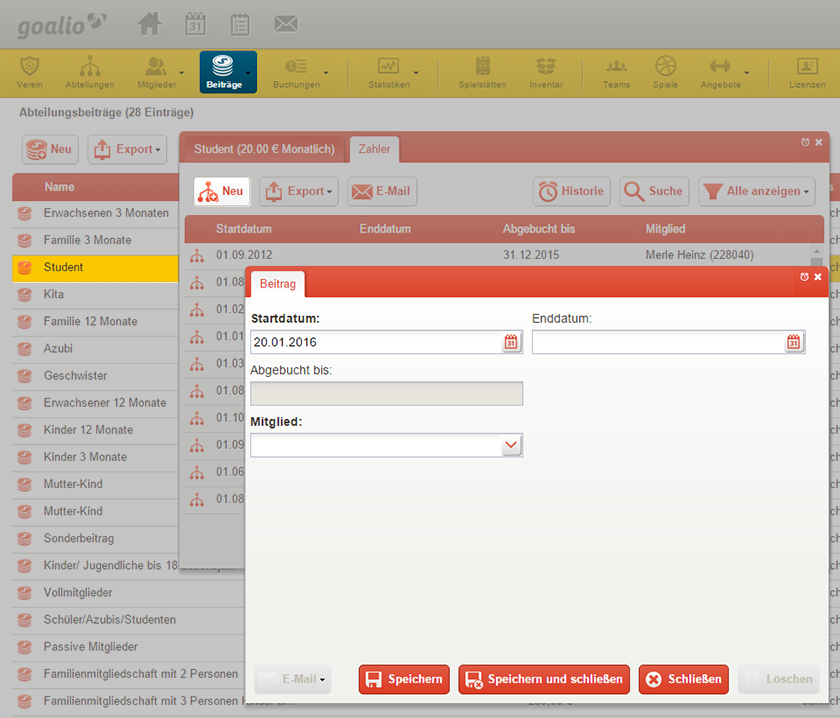 goalio
31
Verein Abteilungen Mitglieder Beiträge Buchungen Statistiken Spielstätten Inventar Teams Spiele Angebote Lizenzen
Abteilungsbeiträge (28 Einträge)
Neu Export
Student (20.00 € Monatlich) Zahler
Neu Export E-Mail Historie Suche Alle anzeigen
Name
Startdatum Enddatum Abgebucht bis Mitglied
Erwachsenen 3 Monaten
Familie 3 Monate
Student
Kita
Familie 12 Monate
Azubi
Geschwister
Erwachsener 12 Monate
Kinder 12 Monate
Kinder 3 Monate
Mutter-Kind
Mutter-Kind
Sonderbeitrag
Kinder/ Jugendliche bis 18
Vollmitglieder
Schüler/Azubis/Studenten
Passive Mitglieder
Familienmitgliedschaft mit 2 Personen
Familienmitgliedschaft mit 3 Personen
01.09.2012 31.12.2015 Merle Heinz (228040)
01.08
01.02
01.01
01.03
01.08
01.10
01.09
01.06
01.08
Beitrag
Startdatum: Enddatum:
20.01.2016 31 31
Abgebucht bis:
Mitglied:
E-Mail Speichern Speichern und schließen Schließen Löschen